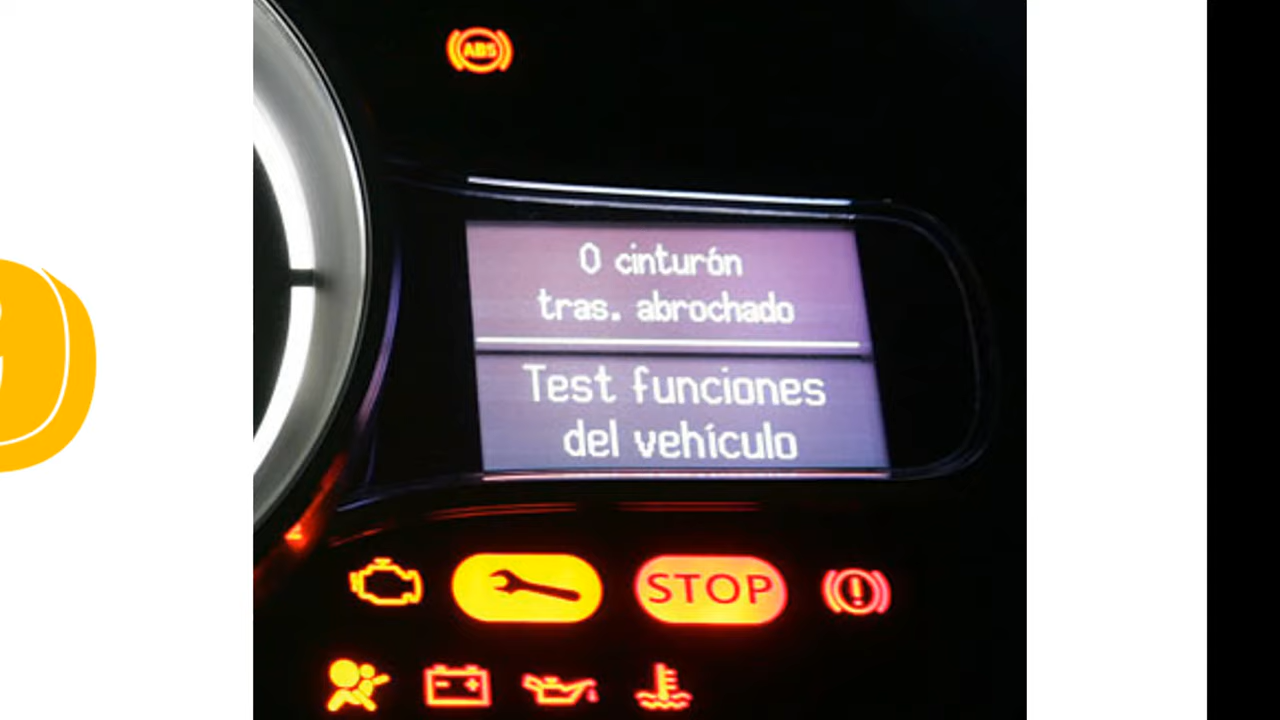 ABS
0 cinturón
tras. abrochado
Test funciones
del vehículo
STOP